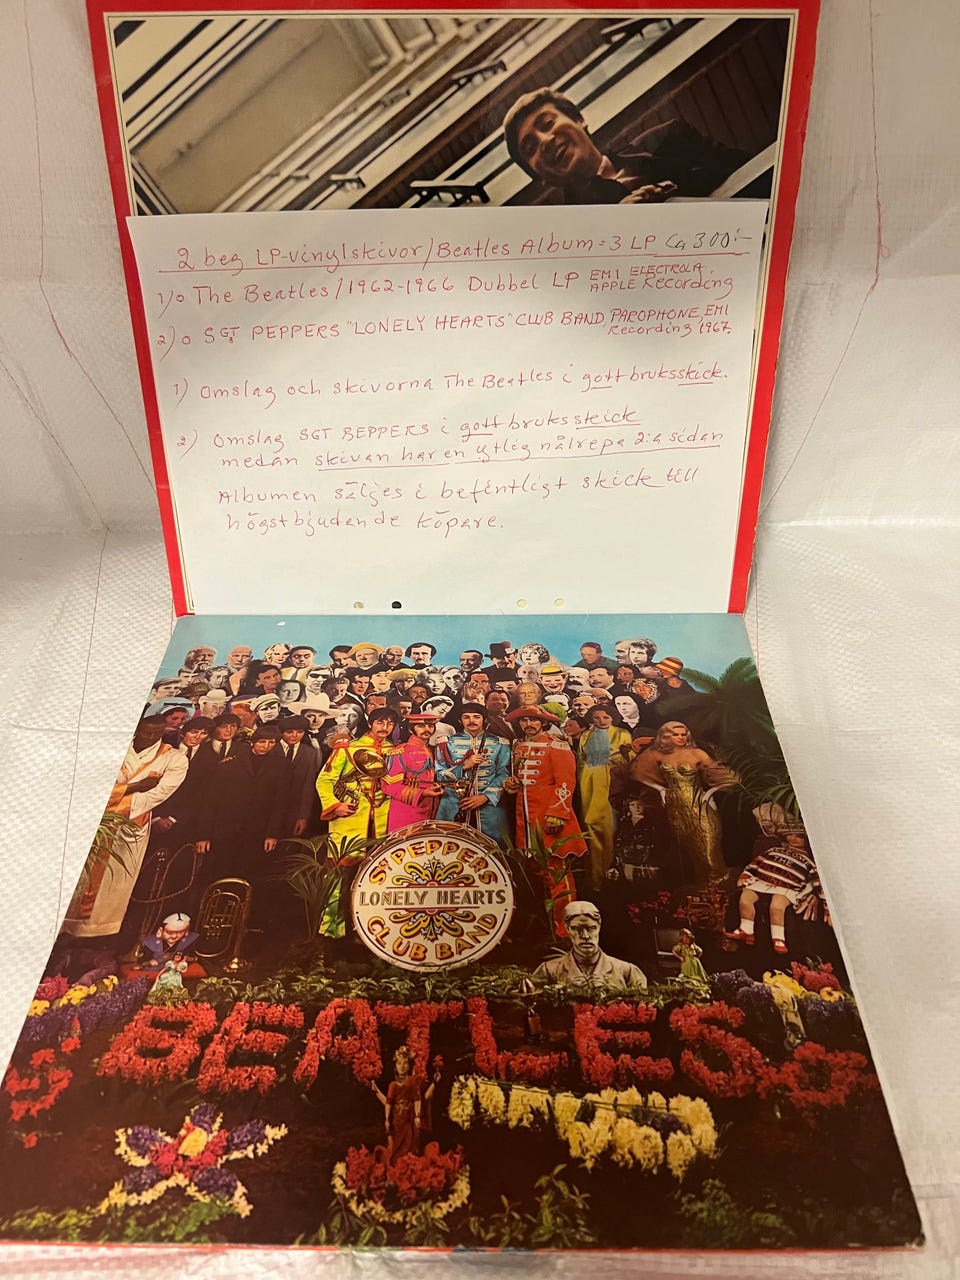 2 beg LP-vinylskivor/Beatles Album = 3 LP Ca 300:-
1) o The Beatles/1962-1966 Dubbel LP EMI ELECTROLA, APPLE Recording
2) o SGT PEPPERS "LONELY HEARTS" CLUB BAND, PAROPHONE, EMI Recording 1967.
1) Omslag och skivorna The Beatles i gott bruksskick.
2) Omslag SGT BEPPERS i gott bruksskick
medan skivan har en ytlig nålrepa 2:a sidan
Albumen säljes i befintligt skick till
högstbjudande köpare.
SGT PEPPERS
LONELY HEARTS
CLUB BAND
BEATLES